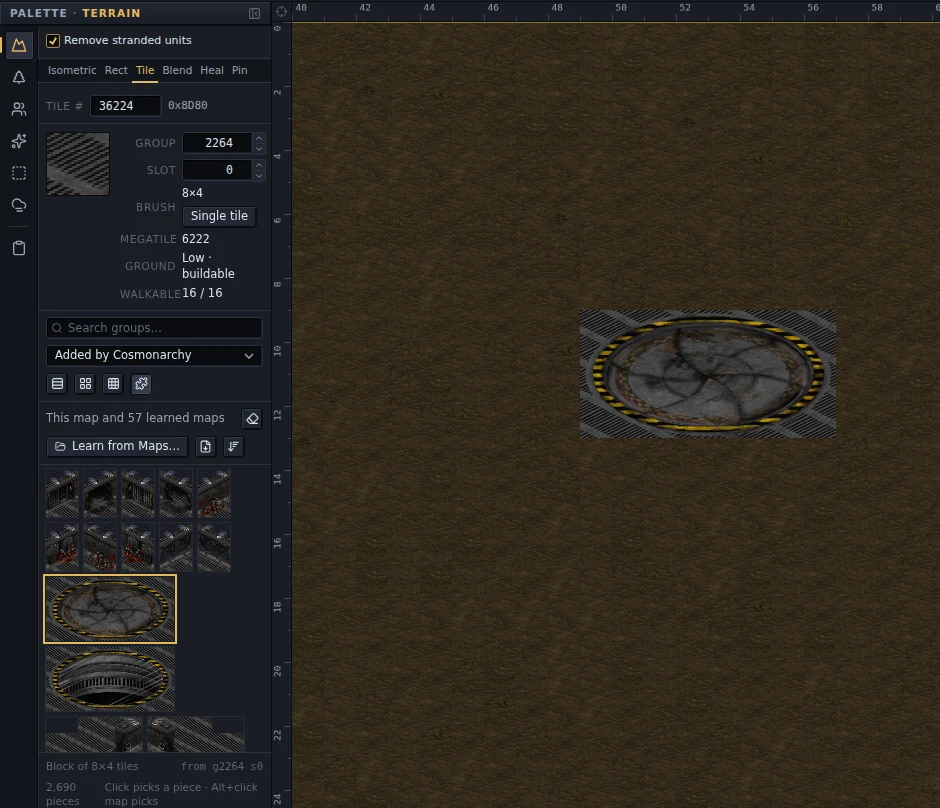 PALETTE · TERRAIN
Remove stranded units
Isometric Rect Tile Blend Heal Pin
TILE # 36224 0x8D80
GROUP 2264
SLOT 0
BRUSH 8×4
Single tile
MEGATILE 6222
GROUND Low ·
buildable
WALKABLE 16 / 16
Search groups...
Added by Cosmonarchy
This map and 57 learned maps
Learn from Maps...
Block of 8×4 tiles from g2264 s0
2,690 pieces
Click picks a piece · Alt+click
map picks
40 42 44 46 48 50 52 54 56 58 6
0
2
4
6
8
10
12
14
16
18
20
22
24